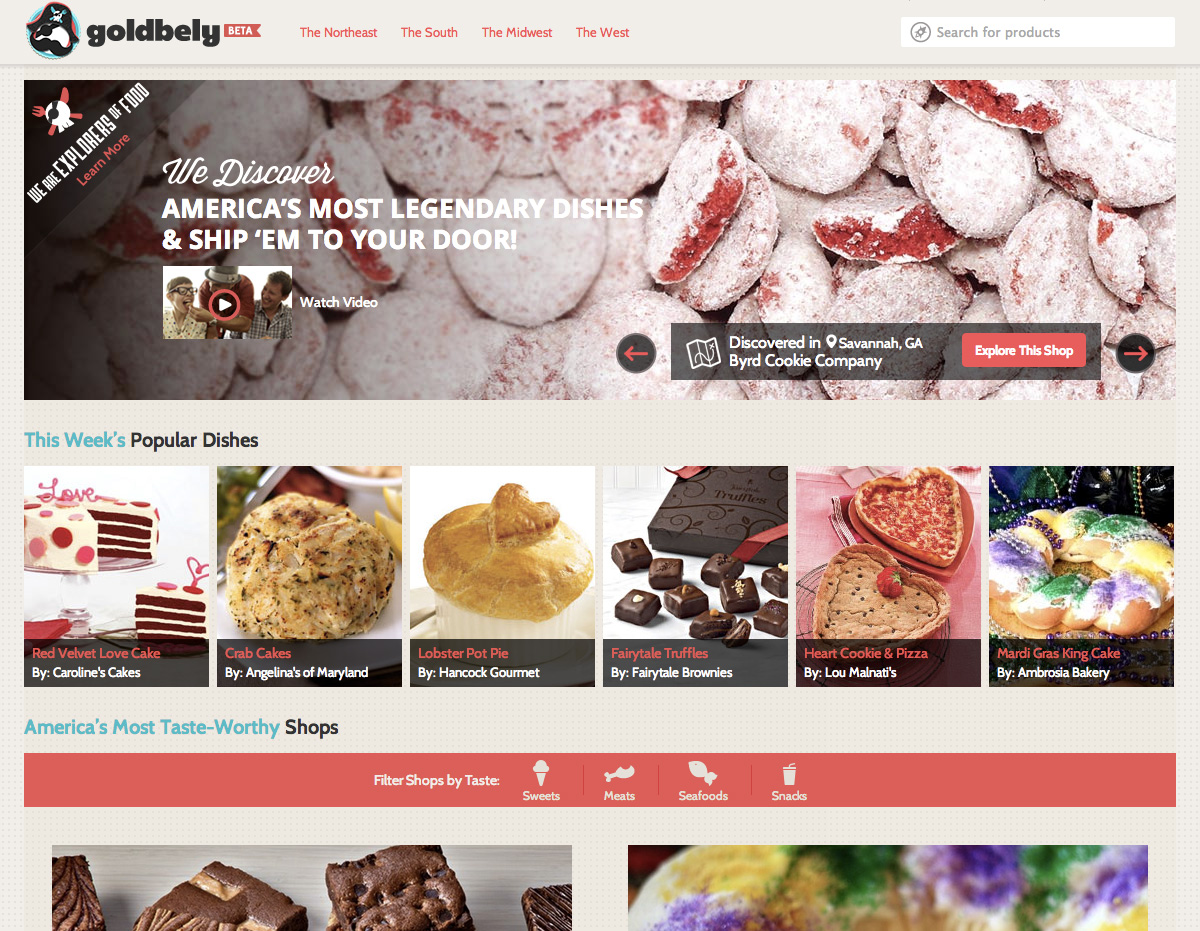 goldbely BETA
The Northeast The South The Midwest The West
Search for products
WE ARE EXPLORERS OF FOOD
Learn More
We Discover
AMERICA'S MOST LEGENDARY DISHES
& SHIP 'EM TO YOUR DOOR!
Watch Video
Discovered in Savannah, GA
Byrd Cookie Company
Explore This Shop
This Week's Popular Dishes
Love
Truffles
Red Velvet Love Cake
By: Caroline's Cakes
Crab Cakes
By: Angelina's of Maryland
Lobster Pot Pie
By: Hancock Gourmet
Fairytale Truffles
By: Fairytale Brownies
Heart Cookie & Pizza
By: Lou Malnati's
Mardi Gras King Cake
By: Ambrosia Bakery
America's Most Taste-Worthy Shops
Filter Shops by Taste:
Sweets
Meats
Seafoods
Snacks